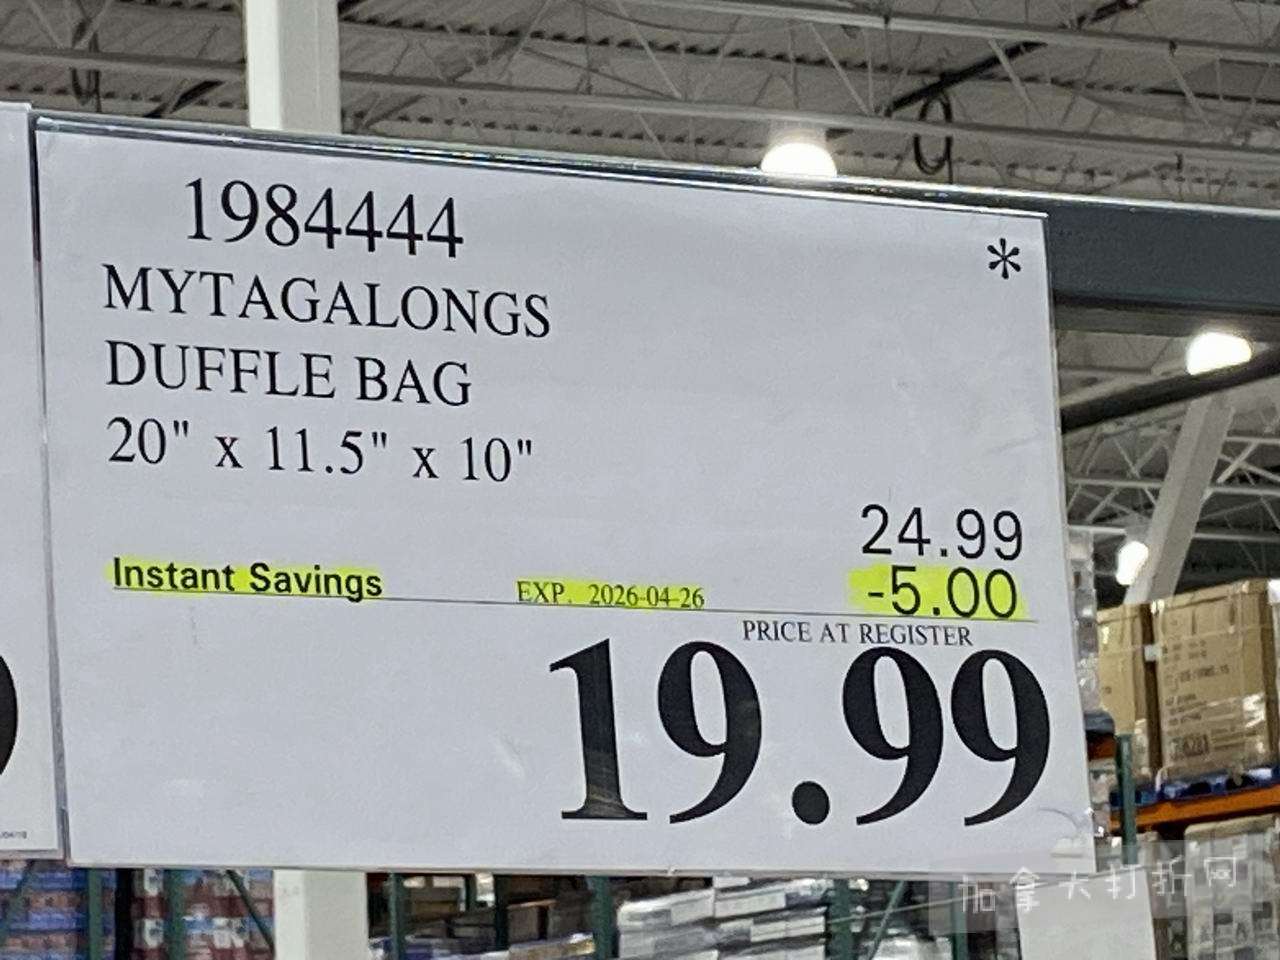 1984444
*
MYTAGALONGS
DUFFLE BAG
20" x 11.5" x 10"
24.99
Instant Savings EXP. 2026-04-26 -5.00
PRICE AT REGISTER
19.99
加拿大打折网